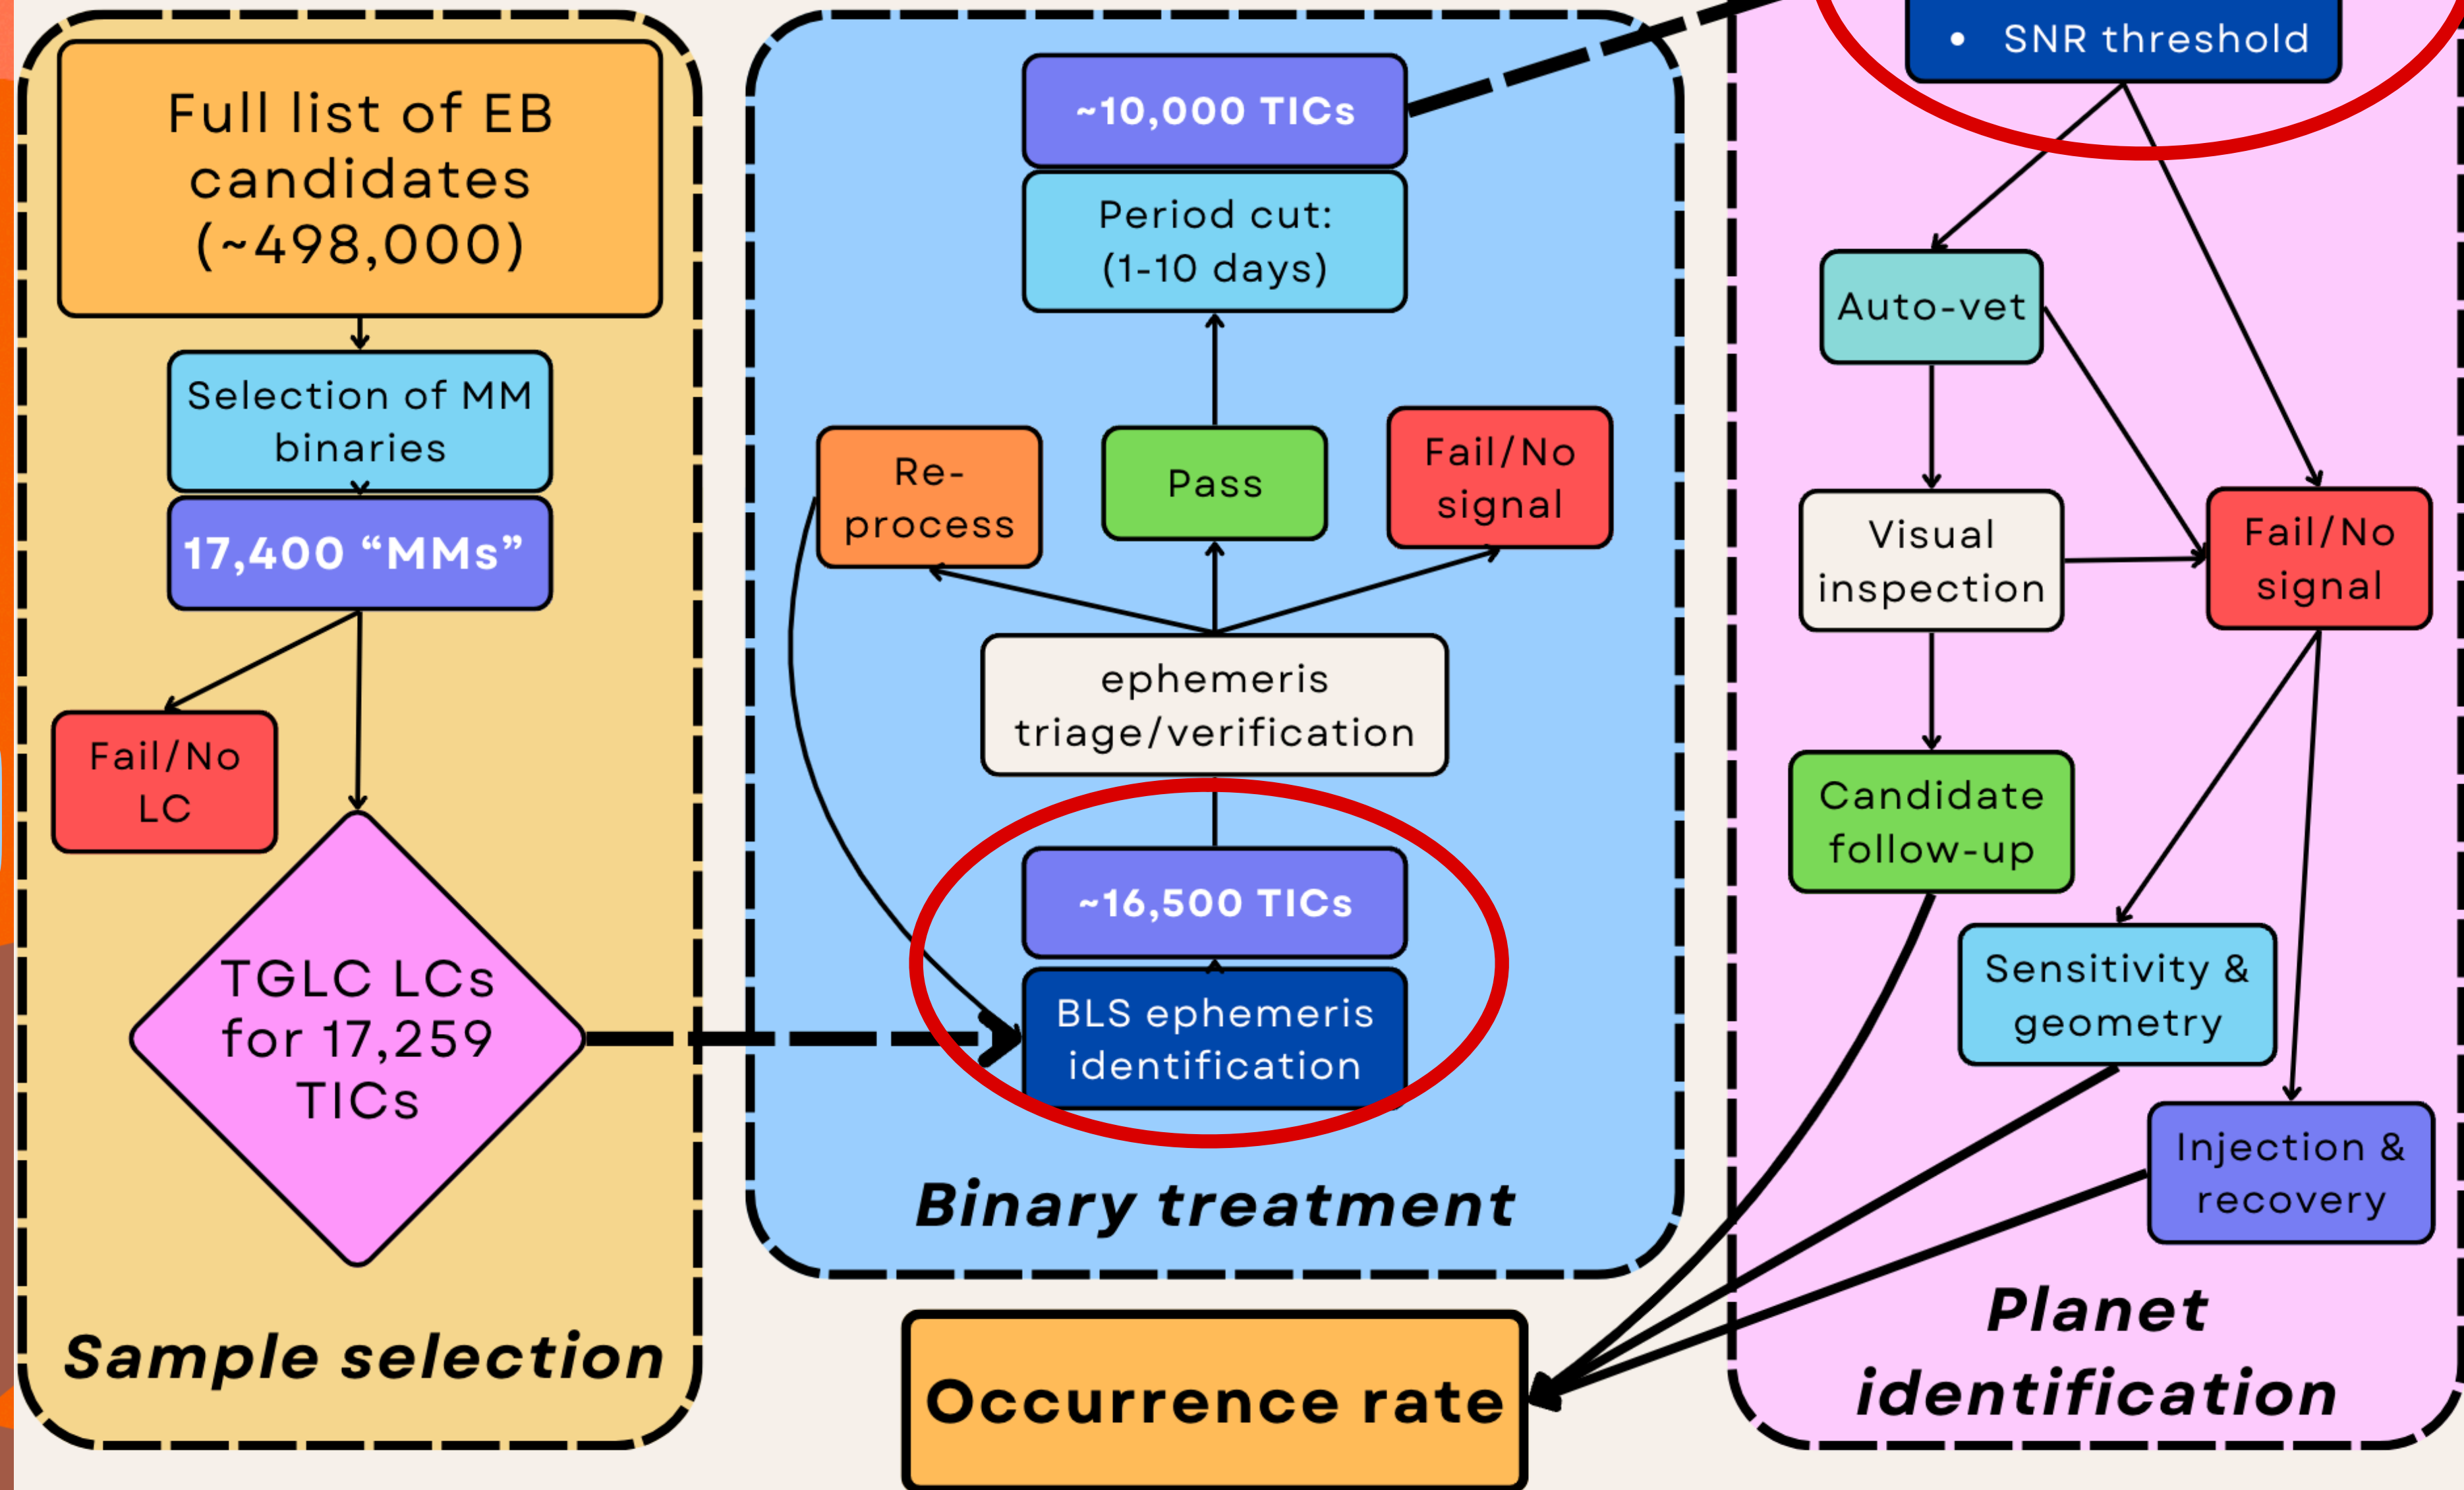 Full list of EB
candidates
(~498,000)
Selection of MM
binaries
17,400 “MMs”
Fail/No
LC
TGLC LCs
for 17,259
TICs
Sample selection
~10,000 TICs
Period cut:
(1-10 days)
Re-
process
Pass
Fail/No
signal
ephemeris
triage/verification
~16,500 TICs
BLS ephemeris
identification
Binary treatment
Occurrence rate
• SNR threshold
Auto-vet
Visual
inspection
Fail/No
signal
Candidate
follow-up
Sensitivity &
geometry
Injection &
recovery
Planet
identification